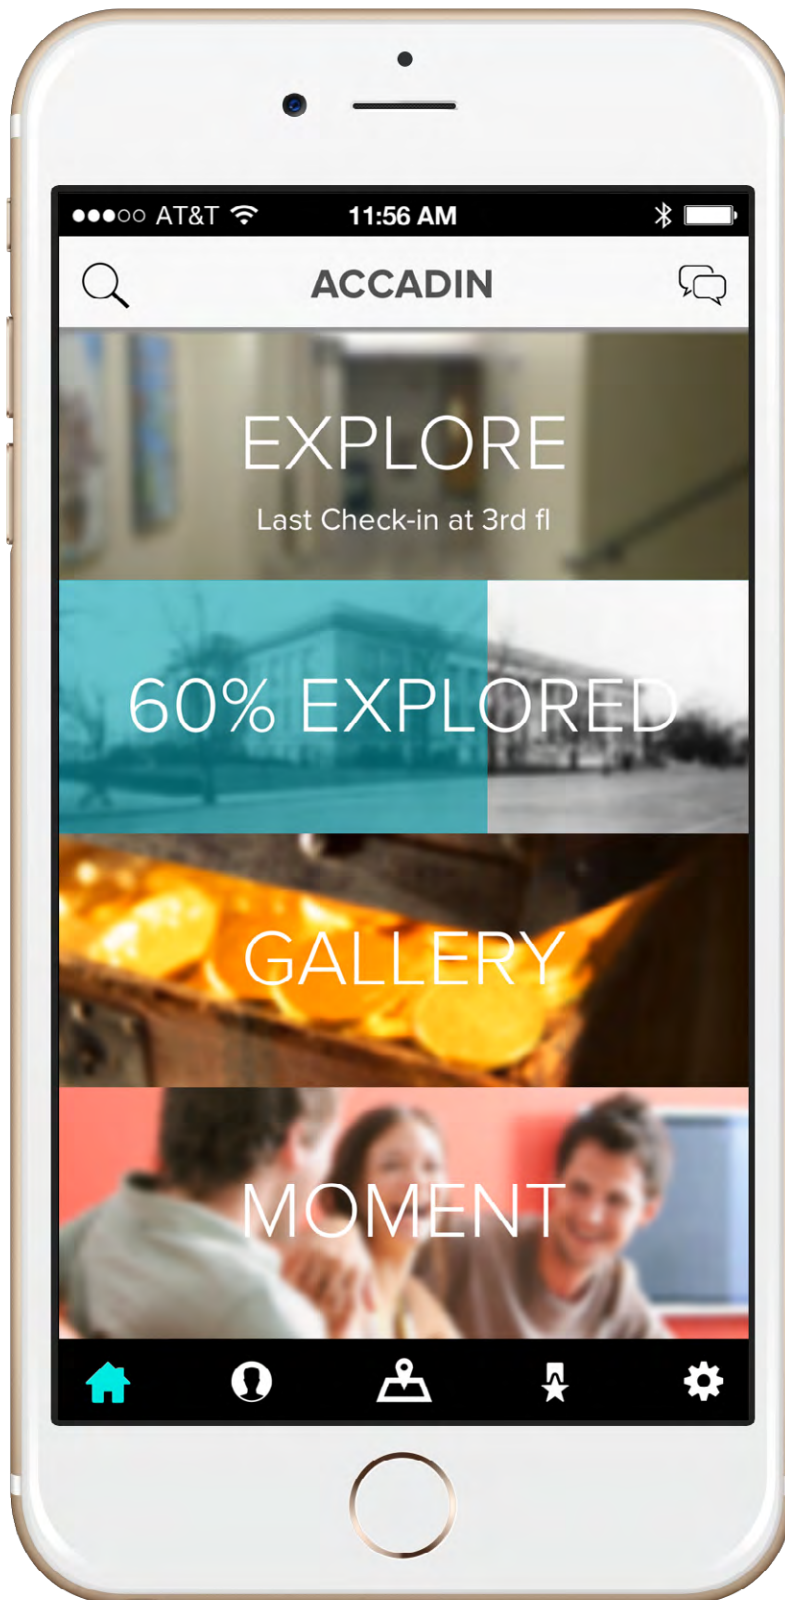 AT&T 11:56 AM
ACCADIN
EXPLORE
Last Check-in at 3rd fl
60% EXPLORED
GALLERY
MOMENT